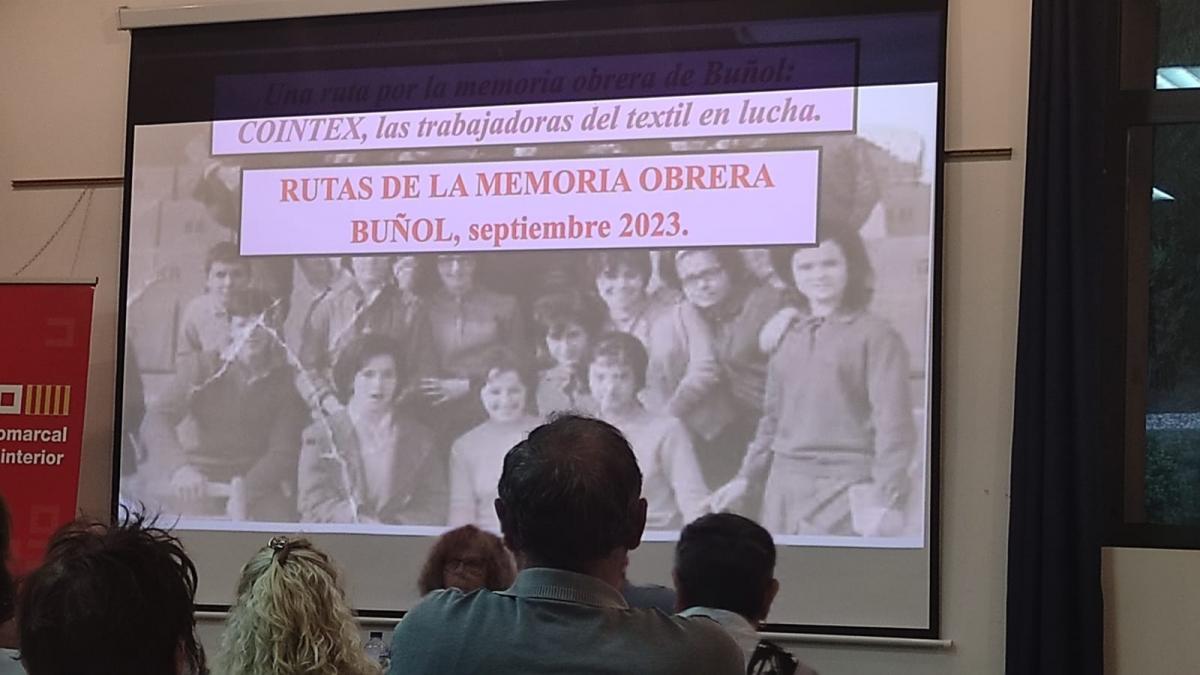 Una ruta por la memoria obrera de Buñol:
COINTEX, las trabajadoras del textil en lucha.
RUTAS DE LA MEMORIA OBRERA
BUÑOL, septiembre 2023.
omarcal
interior